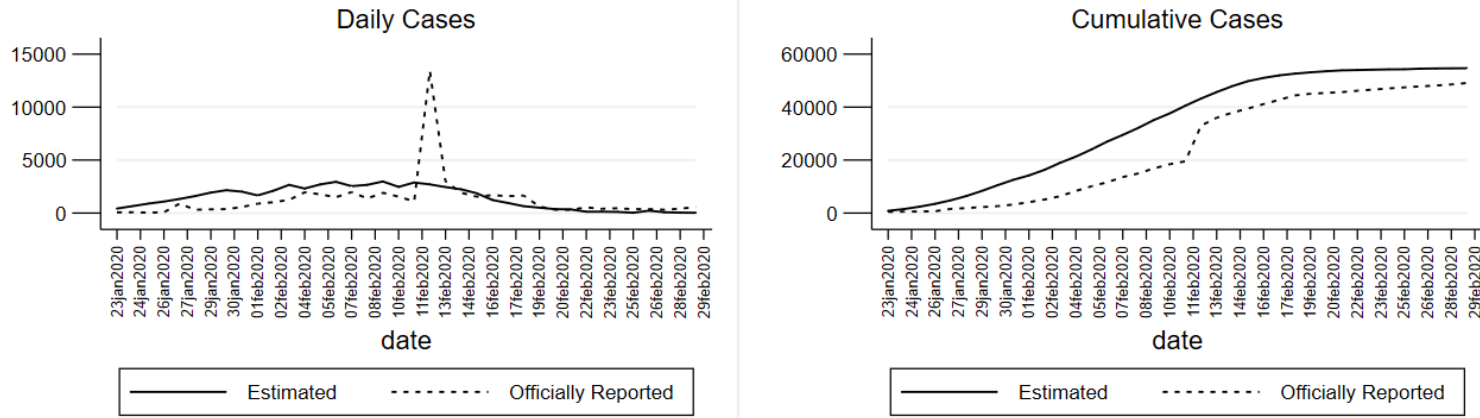 Daily Cases
15000
10000
5000
0
23jan2020
24jan2020
26jan2020
27jan2020
29jan2020
30jan2020
01feb2020
02feb2020
04feb2020
05feb2020
07feb2020
08feb2020
10feb2020
11feb2020
13feb2020
14feb2020
16feb2020
17feb2020
19feb2020
20feb2020
22feb2020
23feb2020
25feb2020
26feb2020
28feb2020
29feb2020
date
Estimated Officially Reported
Cumulative Cases
60000
40000
20000
0
23jan2020
24jan2020
26jan2020
27jan2020
29jan2020
30jan2020
01feb2020
02feb2020
04feb2020
05feb2020
07feb2020
08feb2020
10feb2020
11feb2020
13feb2020
14feb2020
16feb2020
17feb2020
19feb2020
20feb2020
22feb2020
23feb2020
25feb2020
26feb2020
28feb2020
29feb2020
date
Estimated Officially Reported